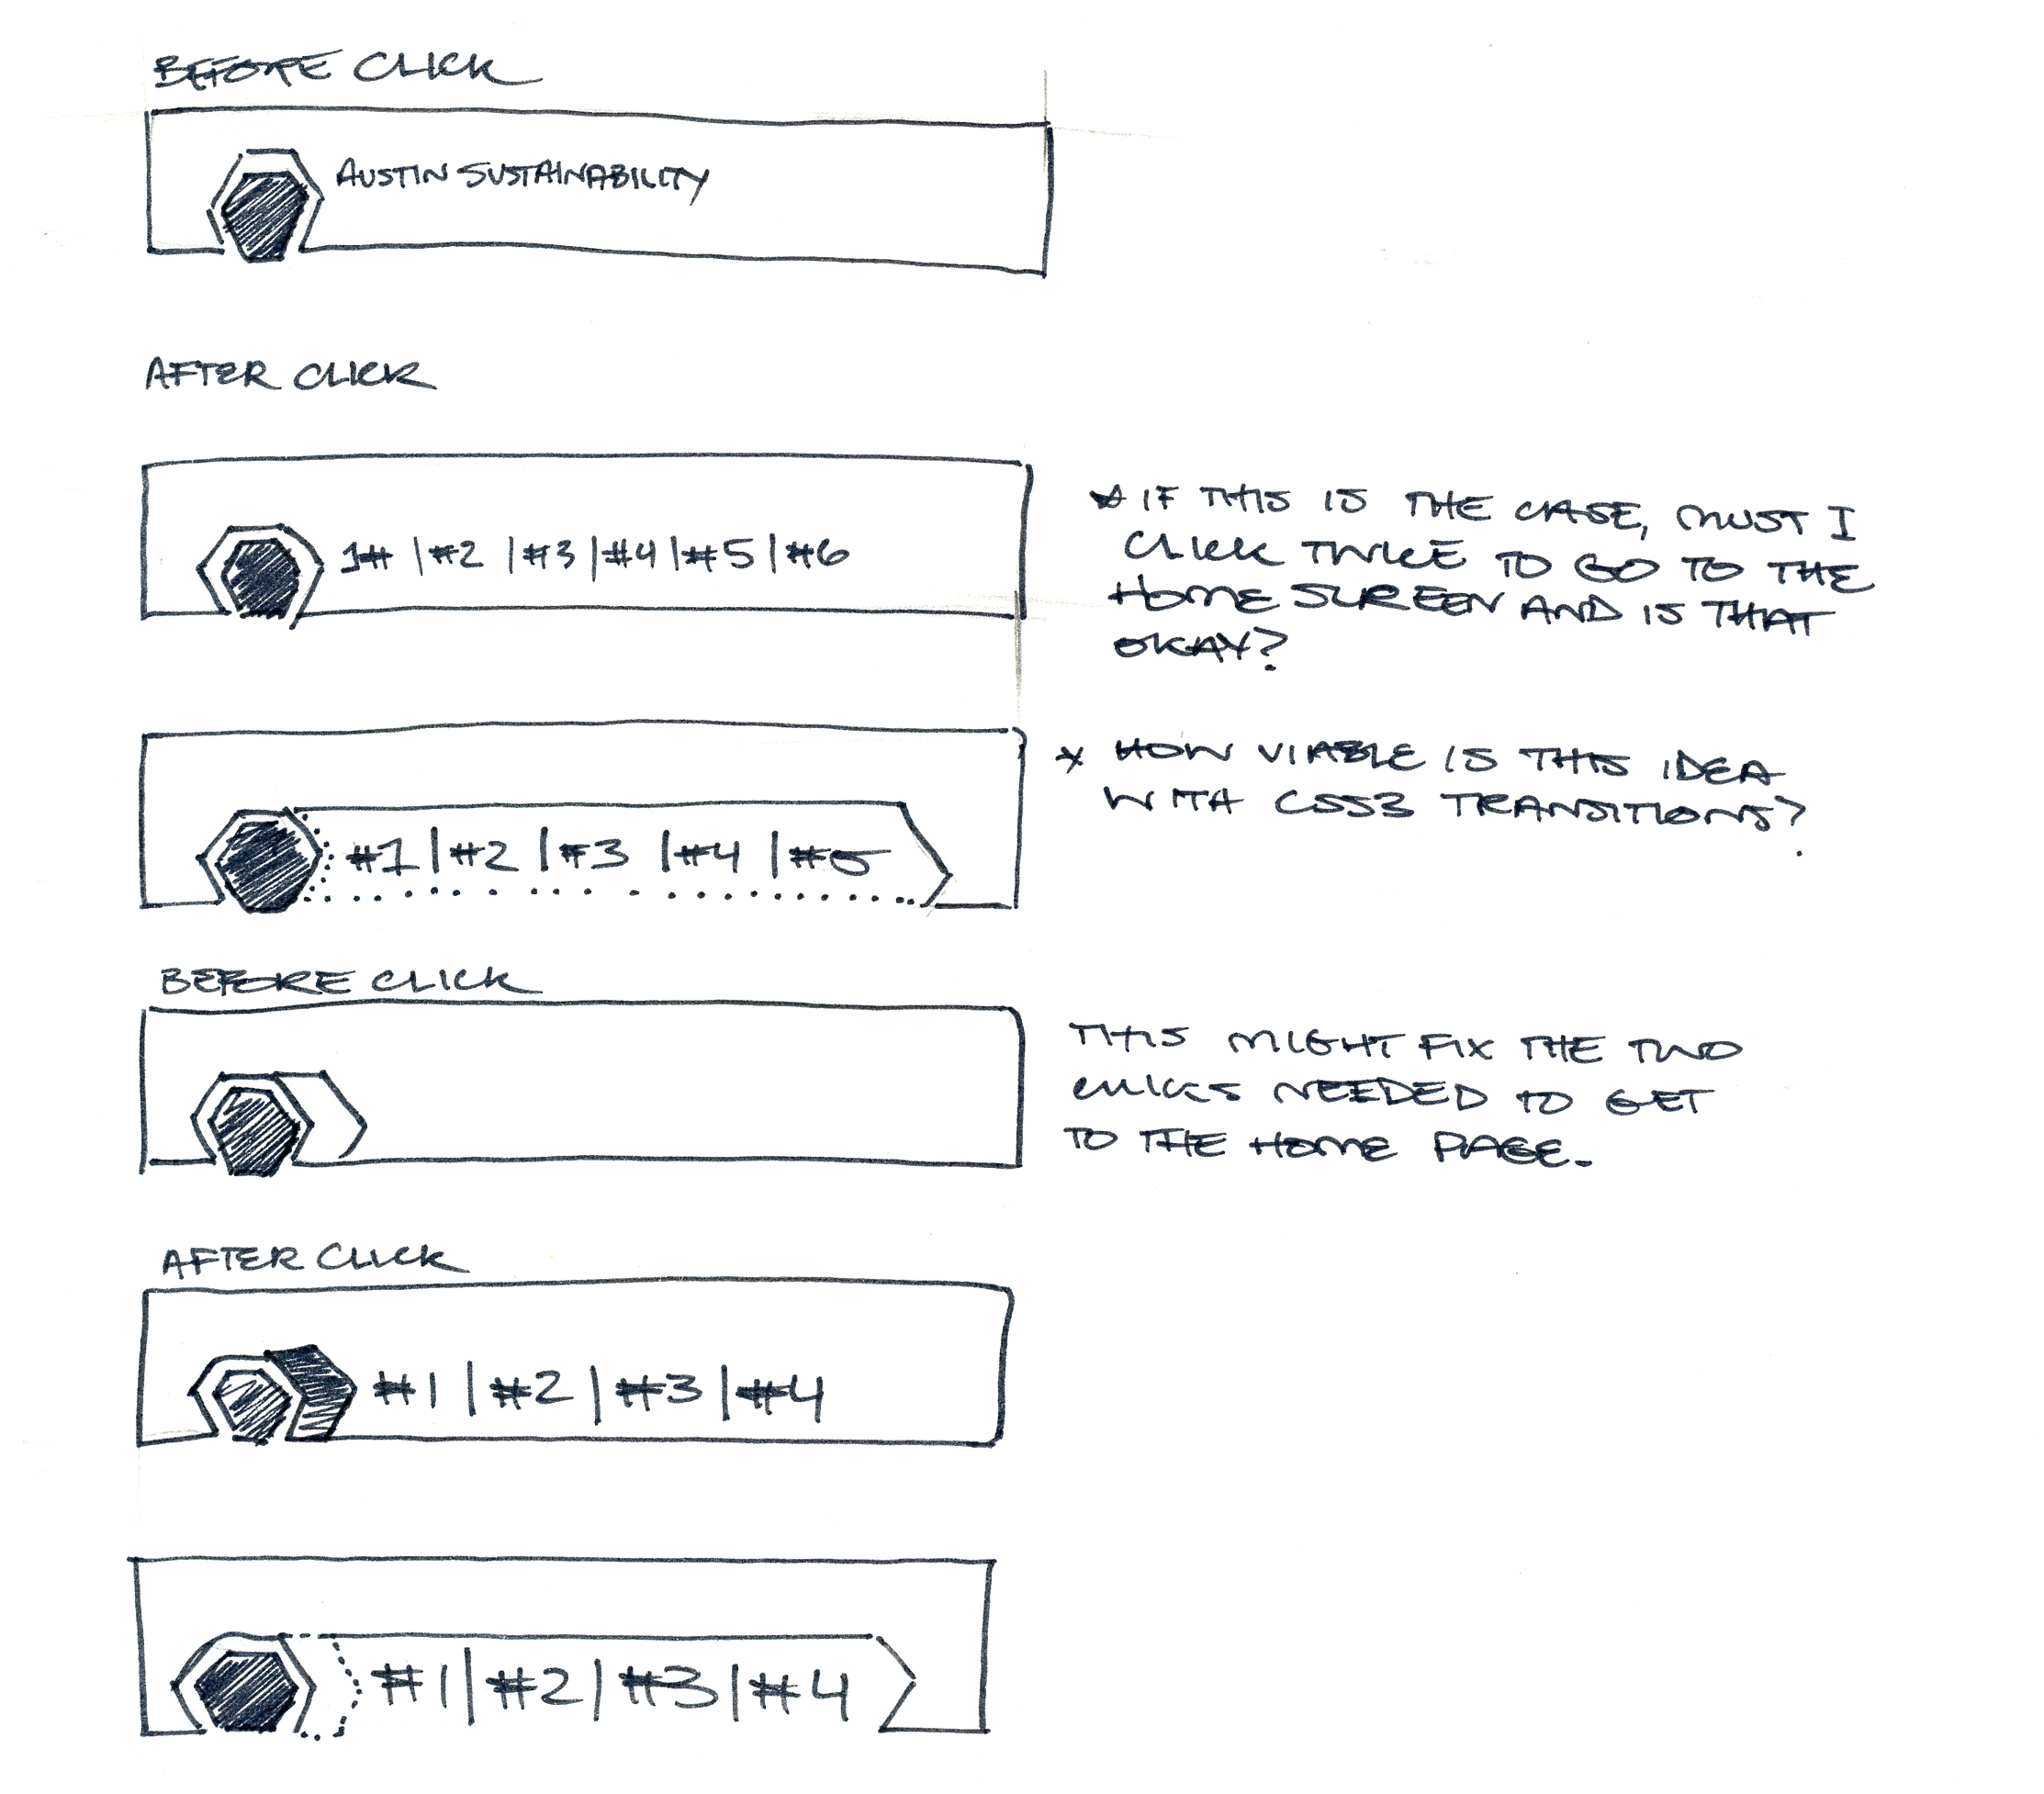 BEFORE CLICK
AUSTIN SUSTAINABILITY
AFTER CLICK
1# | #2 | #3 | #4 | #5 | #6
* IF THIS IS THE CASE, MUST I
CLICK TWICE TO GO TO THE
HOME SCREEN AND IS THAT
OKAY?
#1 | #2 | #3 | #4 | #5
* HOW VIABLE IS THIS IDEA
WITH CSS3 TRANSITIONS?
BEFORE CLICK
THIS MIGHT FIX THE TWO
CLICKS NEEDED TO GET
TO THE HOME PAGE.
AFTER CLICK
#1 | #2 | #3 | #4
#1 | #2 | #3 | #4